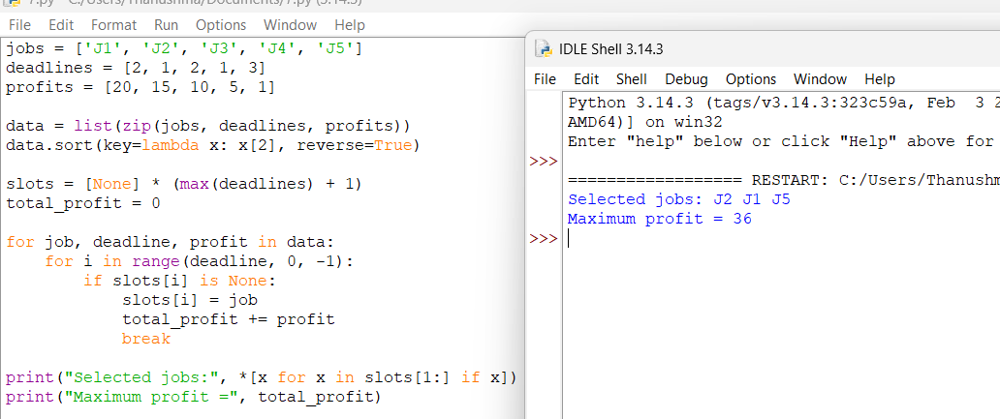 7.py - C:/Users/Thanushma/Documents/7.py (3.14.3)
File Edit Format Run Options Window Help
jobs = ['J1', 'J2', 'J3', 'J4', 'J5']
deadlines = [2, 1, 2, 1, 3]
profits = [20, 15, 10, 5, 1]
data = list(zip(jobs, deadlines, profits))
data.sort(key=lambda x: x[2], reverse=True)
slots = [None] * (max(deadlines) + 1)
total_profit = 0
for job, deadline, profit in data:
    for i in range(deadline, 0, -1):
        if slots[i] is None:
            slots[i] = job
            total_profit += profit
            break
print("Selected jobs:", *[x for x in slots[1:] if x])
print("Maximum profit =", total_profit)
IDLE Shell 3.14.3
File Edit Shell Debug Options Window Help
Python 3.14.3 (tags/v3.14.3:323c59a, Feb  3 2
AMD64)] on win32
Enter "help" below or click "Help" above for
>>>
================== RESTART: C:/Users/Thanushm
Selected jobs: J2 J1 J5
Maximum profit = 36
>>>